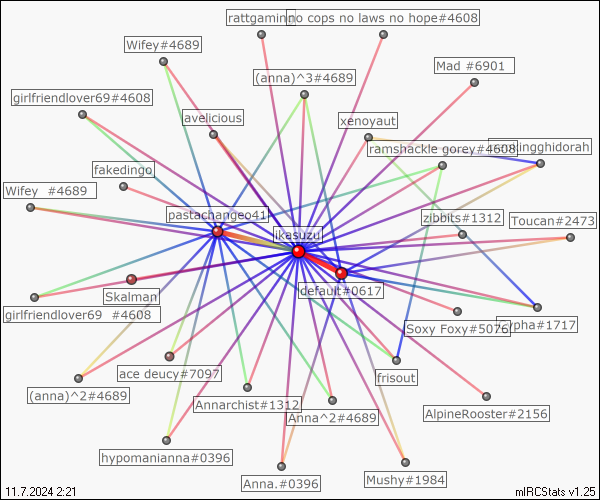 rattgaming
no cops no laws no hope#4608
Wifey#4689
Mad #6901
(anna)^3#4689
girlfriendlover69#4608
avelicious
xenoyaut
ramshackle gorey#4608
ingghidorah
fakedingo
Wifey #4689
pastachangeo41
zibbits#1312
Toucan#2473
ikasuzu
default#0617
Skalman
girlfriendlover69 #4608
Soxy Foxy#5076
ypha#1717
ace deucy#7097
frisout
(anna)^2#4689
Annarchist#1312
Anna^2#4689
AlpineRooster#2156
hypomanianna#0396
Anna.#0396
Mushy#1984
11.7.2024 2:21
mIRCStats v1.25